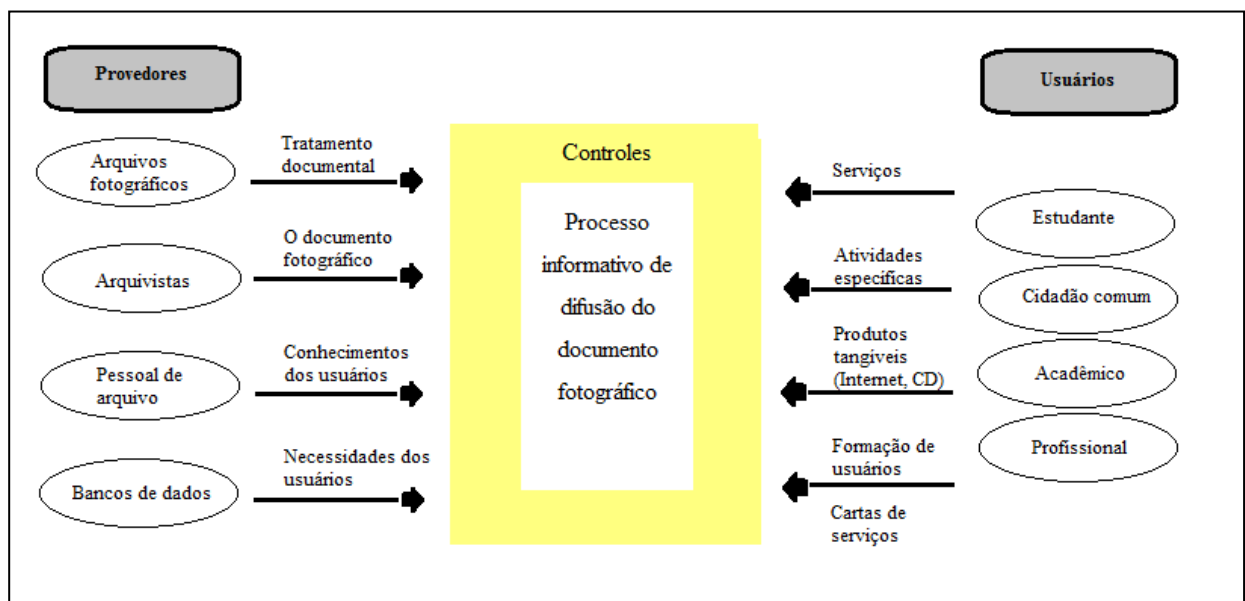 Provedores
Arquivos
fotográficos
Arquivistas
Pessoal de
arquivo
Bancos de dados
Tratamento
documental
O documento
fotográfico
Conhecimentos
dos usuários
Necessidades dos
usuários
Controles
Processo
informativo de
difusão do
documento
fotográfico
Serviços
Atividades
específicas
Produtos
tangíveis
(Internet, CD)
Formação de
usuários
Cartas de
serviços
Usuários
Estudante
Cidadão comum
Acadêmico
Profissional